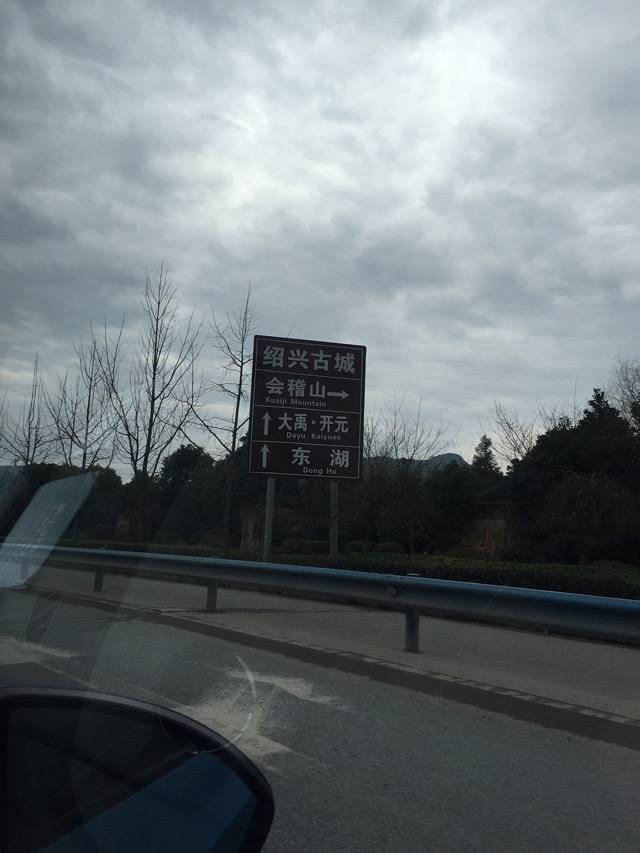 绍兴古城
会稽山→
Kuaiji Mountain
↑大禹·开元
Dayu Kaiyuan
↑东湖
Dong Hu